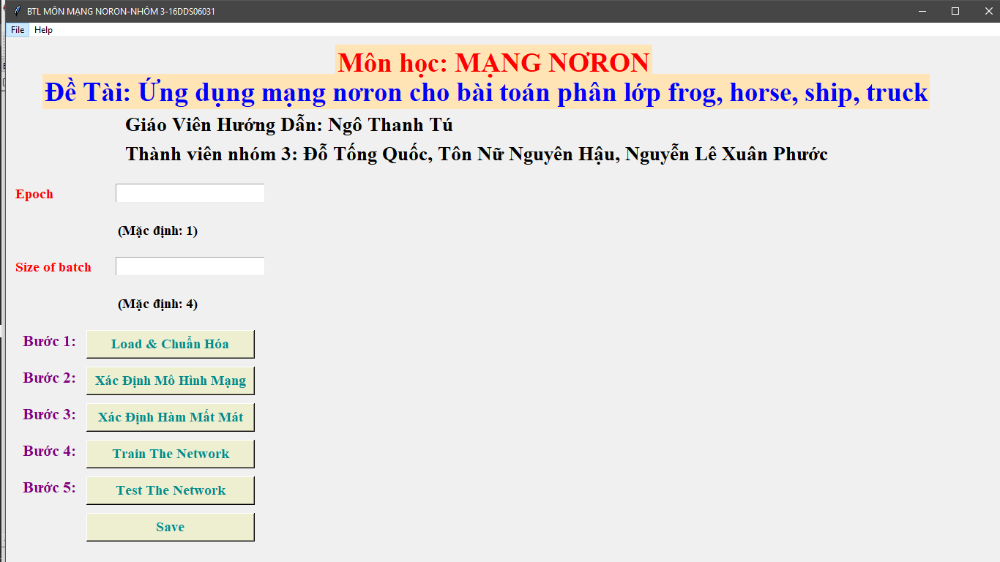 BTL MÔN MẠNG NORON-NHÓM 3-16DDS06031
File Help
Môn học: MẠNG NƠRON
Đề Tài: Ứng dụng mạng nơron cho bài toán phân lớp frog, horse, ship, truck
Giáo Viên Hướng Dẫn: Ngô Thanh Tú
Thành viên nhóm 3: Đỗ Tống Quốc, Tôn Nữ Nguyên Hậu, Nguyễn Lê Xuân Phước
Epoch
(Mặc định: 1)
Size of batch
(Mặc định: 4)
Bước 1: Load & Chuẩn Hóa
Bước 2: Xác Định Mô Hình Mạng
Bước 3: Xác Định Hàm Mất Mát
Bước 4: Train The Network
Bước 5: Test The Network
Save